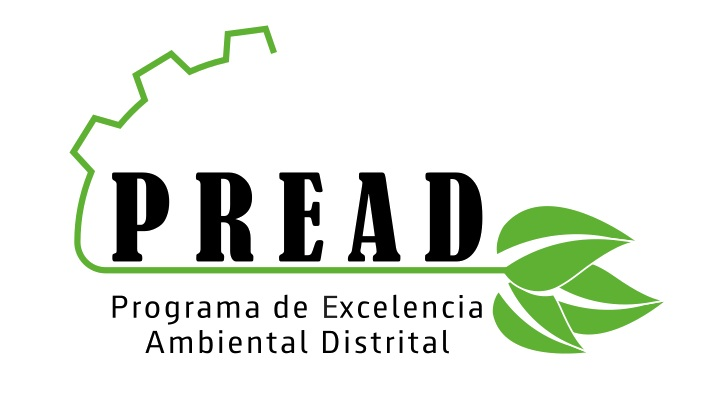 PREAD
Programa de Excelencia
Ambiental Distrital